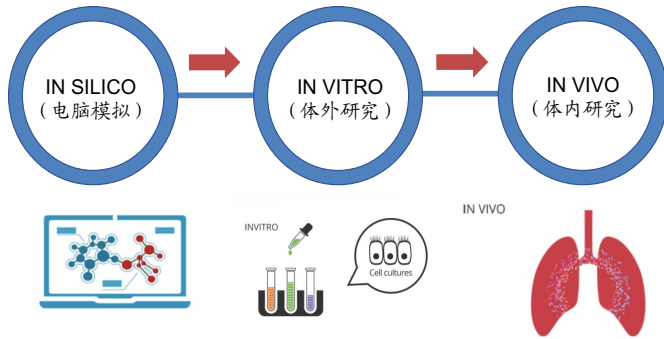 IN SILICO
（电脑模拟）
IN VITRO
（体外研究）
IN VIVO
（体内研究）
INVITRO
Cell cultures
IN VIVO